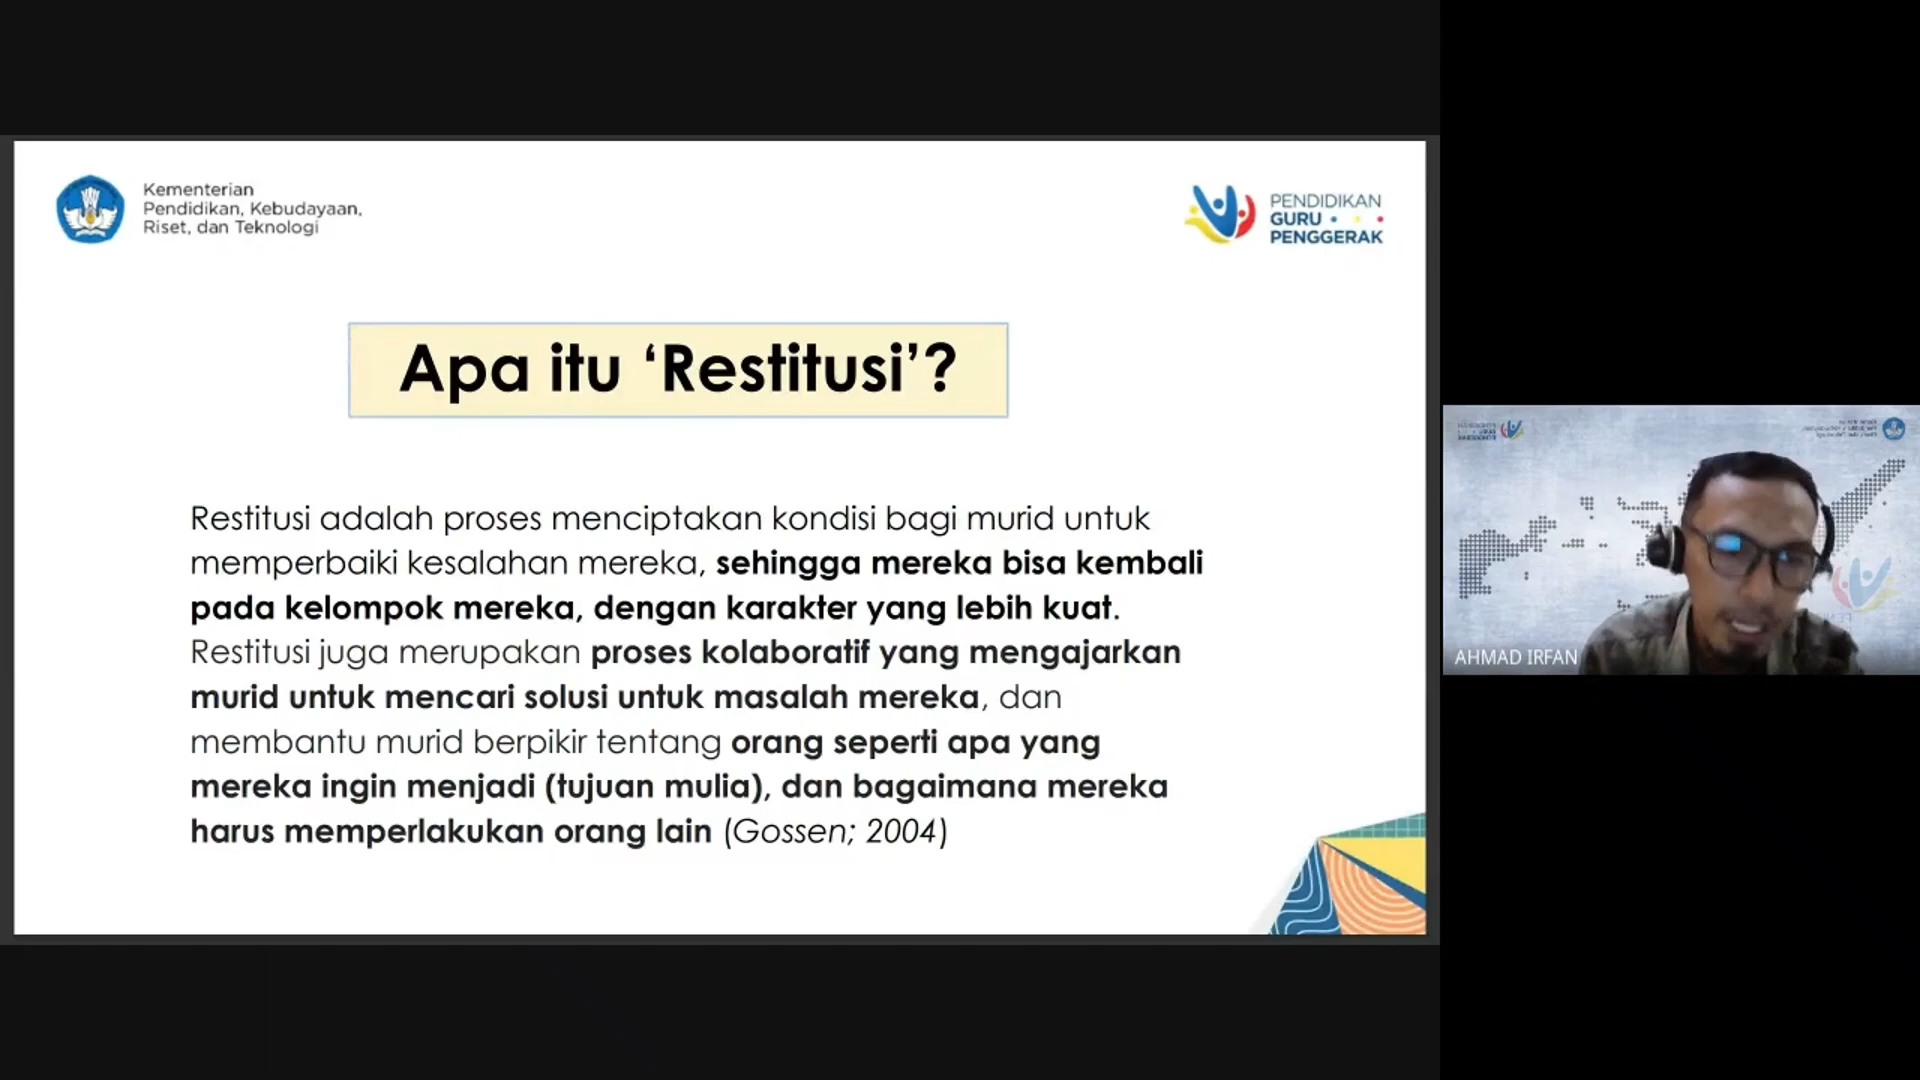 Kementerian
Pendidikan, Kebudayaan,
Riset, dan Teknologi
PENDIDIKAN
GURU
PENGGERAK
Apa itu ‘Restitusi’?
Restitusi adalah proses menciptakan kondisi bagi murid untuk
memperbaiki kesalahan mereka, sehingga mereka bisa kembali
pada kelompok mereka, dengan karakter yang lebih kuat.
Restitusi juga merupakan proses kolaboratif yang mengajarkan
murid untuk mencari solusi untuk masalah mereka, dan
membantu murid berpikir tentang orang seperti apa yang
mereka ingin menjadi (tujuan mulia), dan bagaimana mereka
harus memperlakukan orang lain (Gossen; 2004)
AHMAD IRFAN